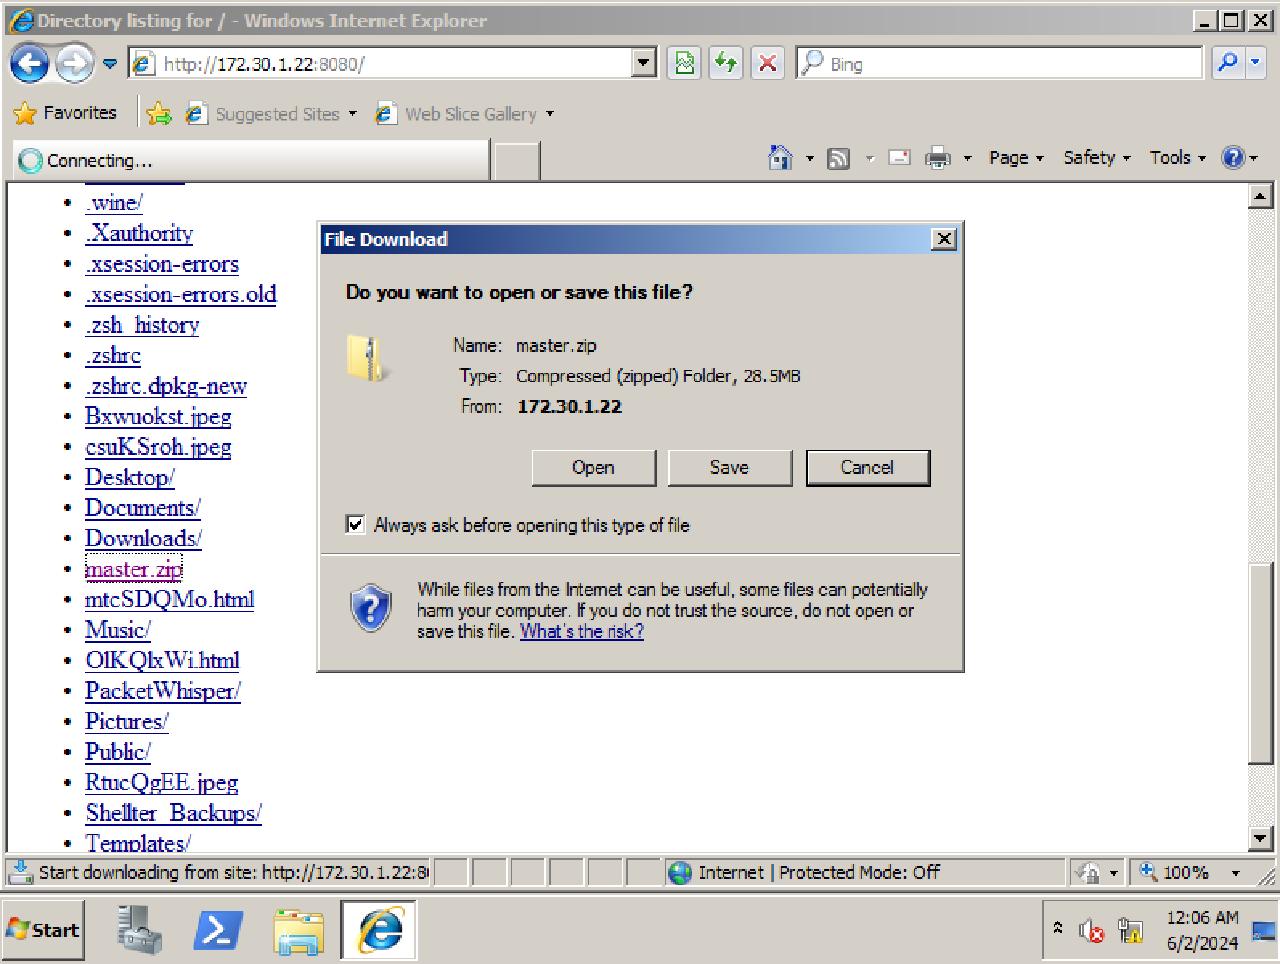 Directory listing for / - Windows Internet Explorer
http://172.30.1.22:8080/
Bing
Favorites
Suggested Sites
Web Slice Gallery
Connecting...
Page
Safety
Tools
.wine/
.Xauthority
.xsession-errors
.xsession-errors.old
.zsh_history
.zshrc
.zshrc.dpkg-new
Bxwuokst.jpeg
csuKSroh.jpeg
Desktop/
Documents/
Downloads/
master.zip
mtcSDQMo.html
Music/
OlKQlxWi.html
PacketWhisper/
Pictures/
Public/
RtucQgEE.jpeg
Shellter_Backups/
Templates/
File Download
Do you want to open or save this file?
Name: master.zip
Type: Compressed (zipped) Folder, 28.5MB
From: 172.30.1.22
Open Save Cancel
Always ask before opening this type of file
While files from the Internet can be useful, some files can potentially
harm your computer. If you do not trust the source, do not open or
save this file. What's the risk?
Start downloading from site: http://172.30.1.22:8
Internet | Protected Mode: Off
100%
Start
12:06 AM
6/2/2024